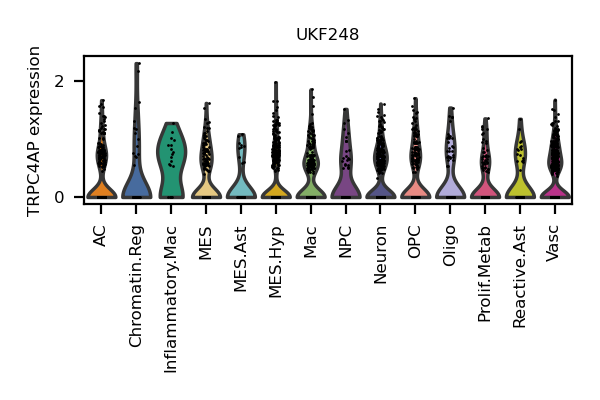 UKF248
TRPC4AP expression
2
0
AC
Chromatin.Reg
Inflammatory.Mac
MES
MES.Ast
MES.Hyp
Mac
NPC
Neuron
OPC
Oligo
Prolif.Metab
Reactive.Ast
Vasc